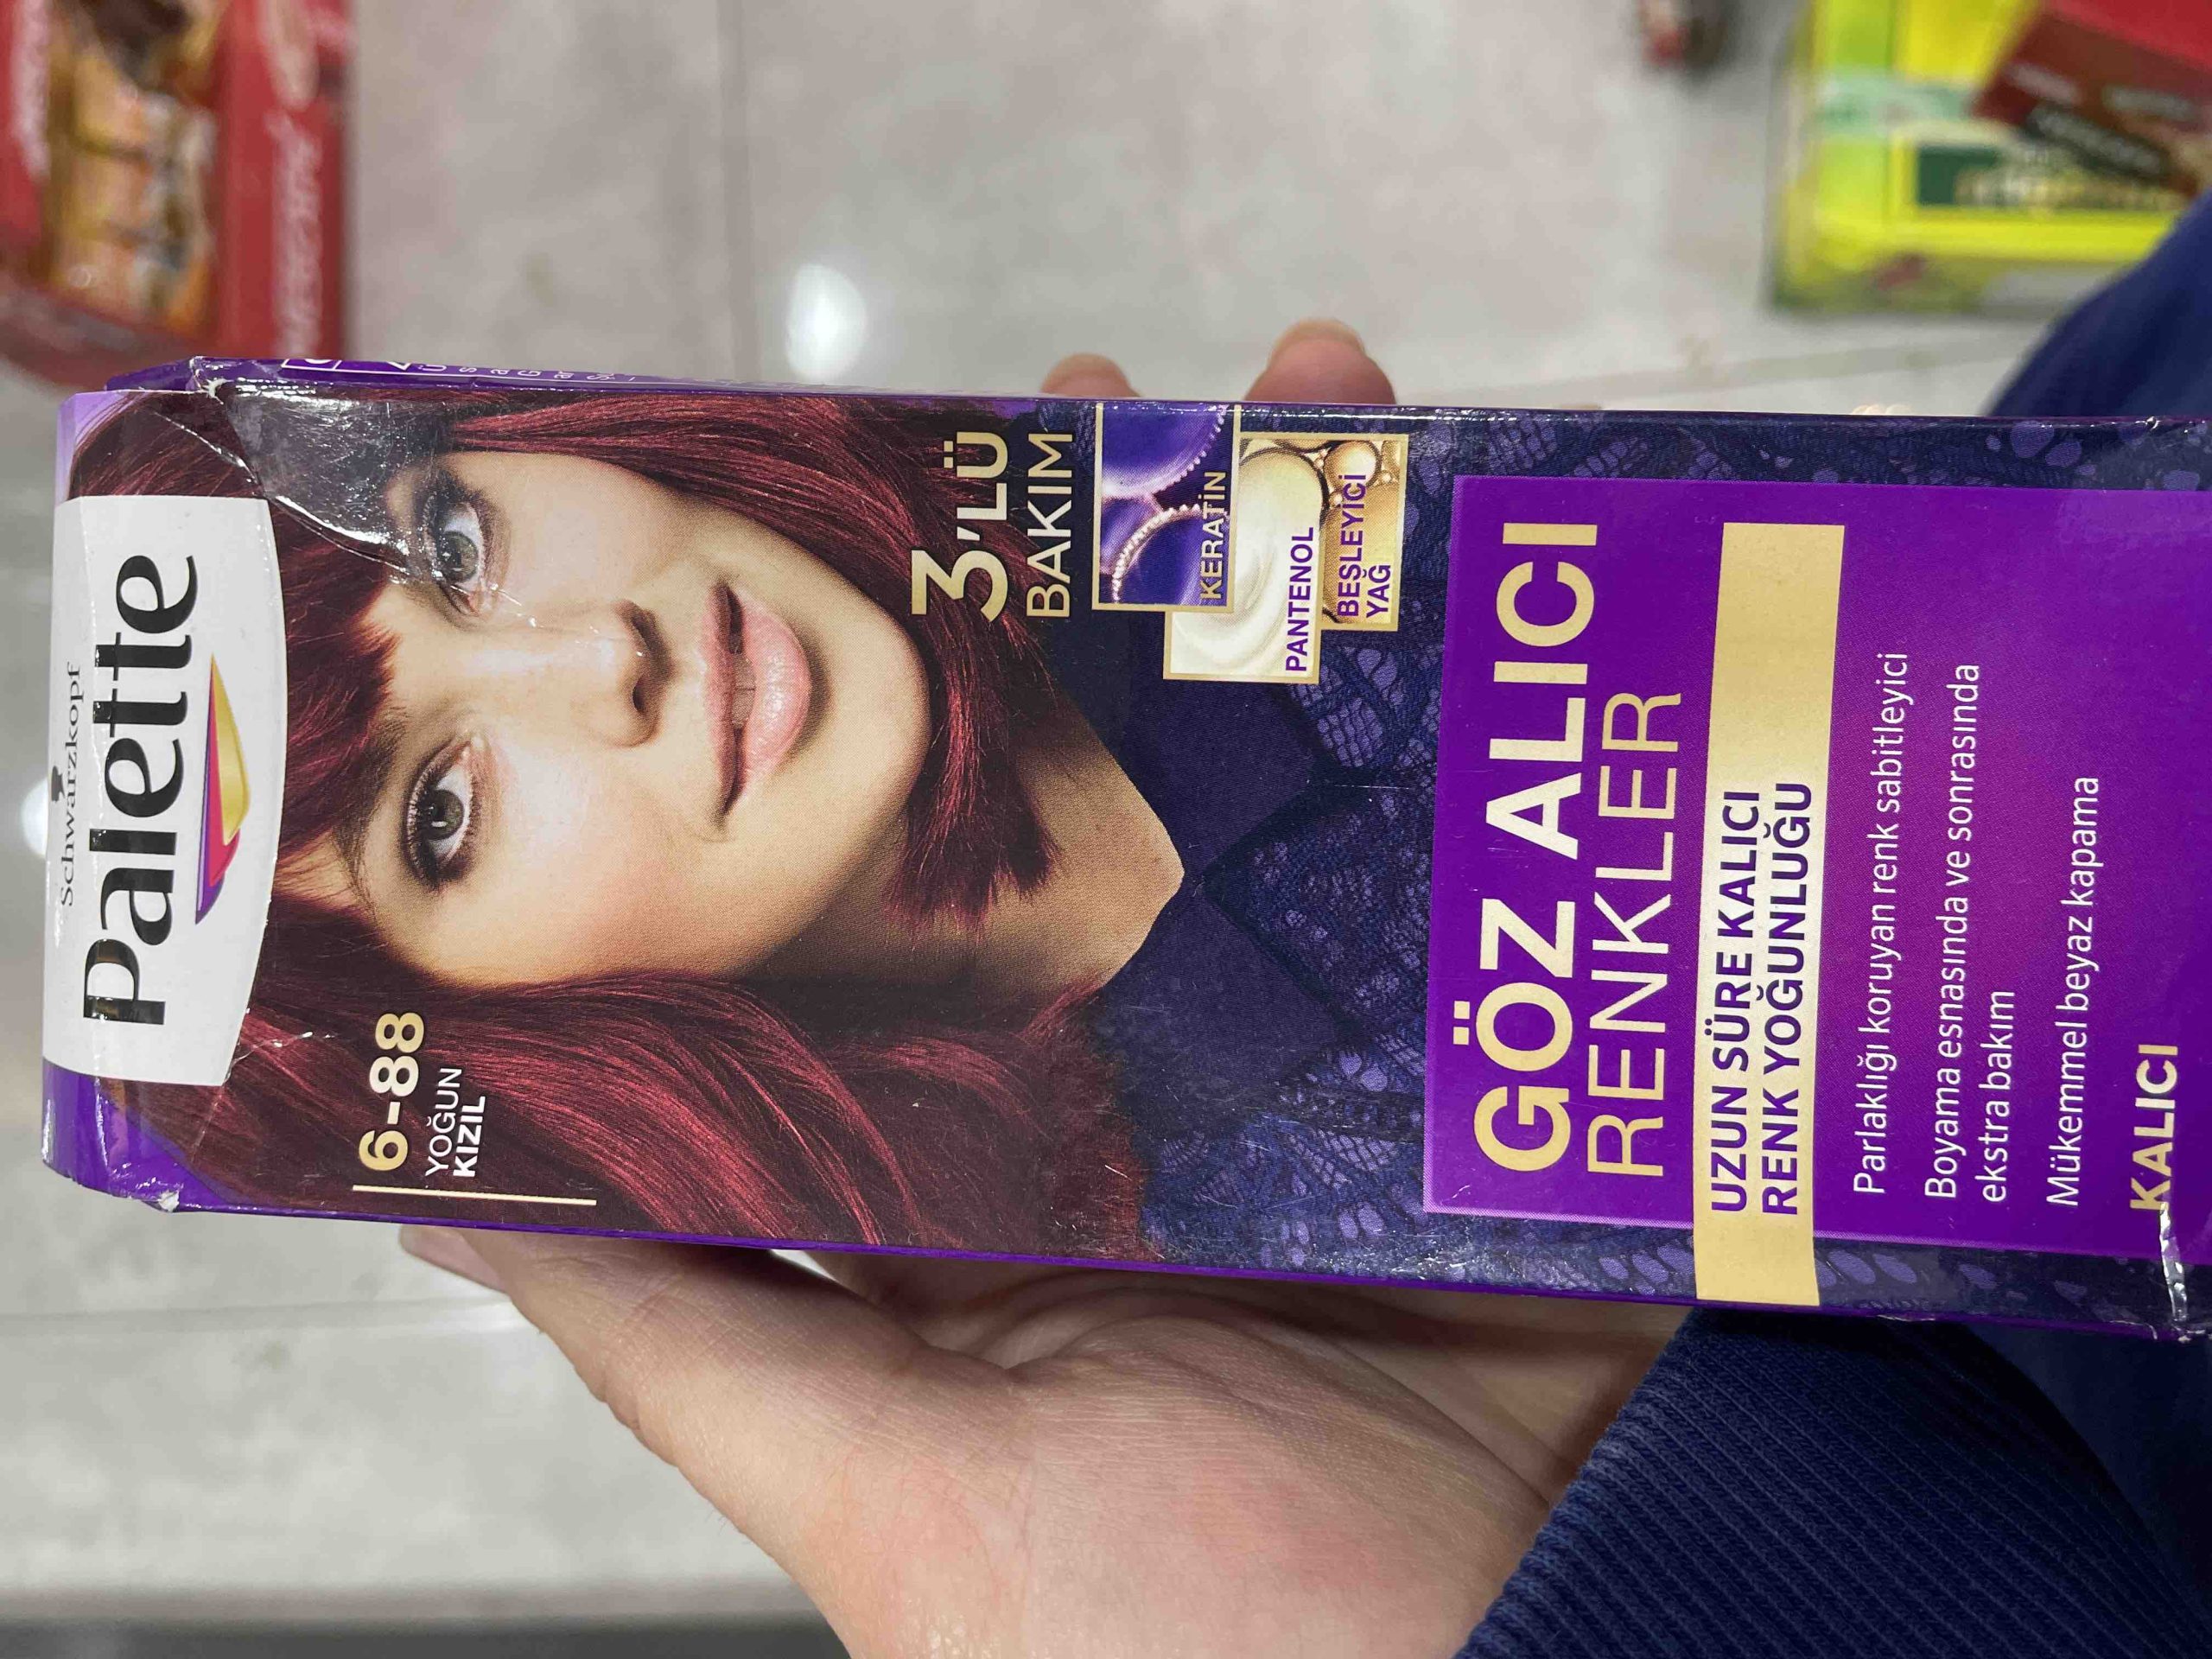 Schwarzkopf
Palette
6-88
YOĞUN
KIZIL
3'LÜ
BAKIM
KERATİN
PANTENOL
BESLEYİCİ
YAĞ
GÖZ ALICI
RENKLER
UZUN SÜRE KALICI
RENK YOĞUNLUĞU
Parlaklığı koruyan renk sabitleyici
Boyama esnasında ve sonrasında
ekstra bakım
Mükemmel beyaz kapama
KALICI